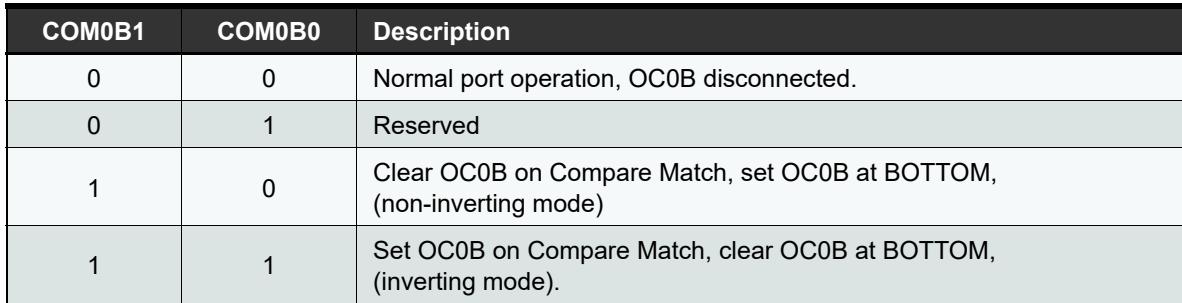 COM0B1 COM0B0 Description
0 0 Normal port operation, OC0B disconnected.
0 1 Reserved
1 0 Clear OC0B on Compare Match, set OC0B at BOTTOM,
(non-inverting mode)
1 1 Set OC0B on Compare Match, clear OC0B at BOTTOM,
(inverting mode).